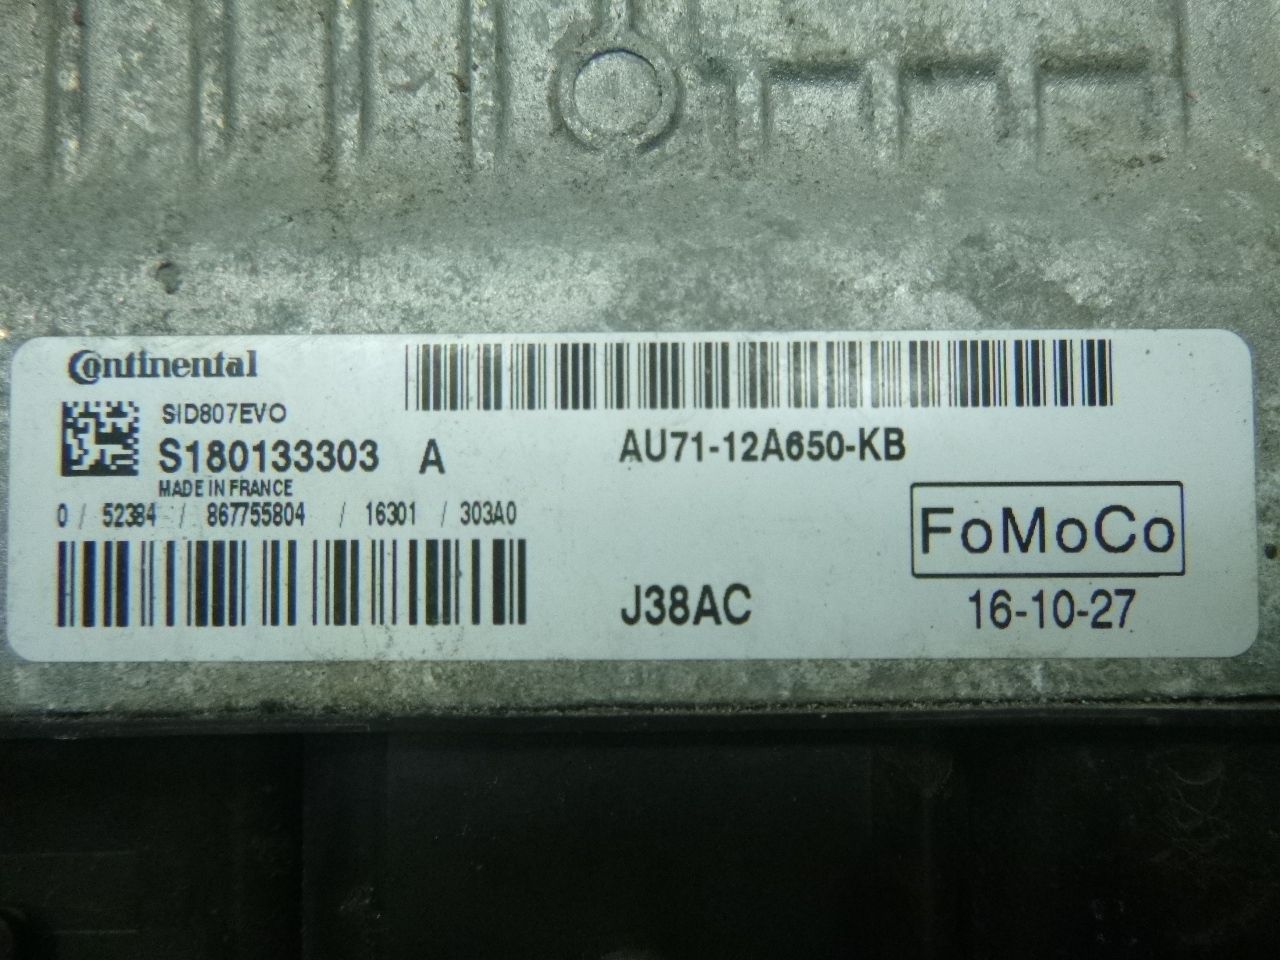 Continental
SID807EVO
S180133303 A
MADE IN FRANCE
0 / 52384 / 867755804 / 16301 / 303A0
AU71-12A650-KB
FoMoCo
J38AC
16-10-27